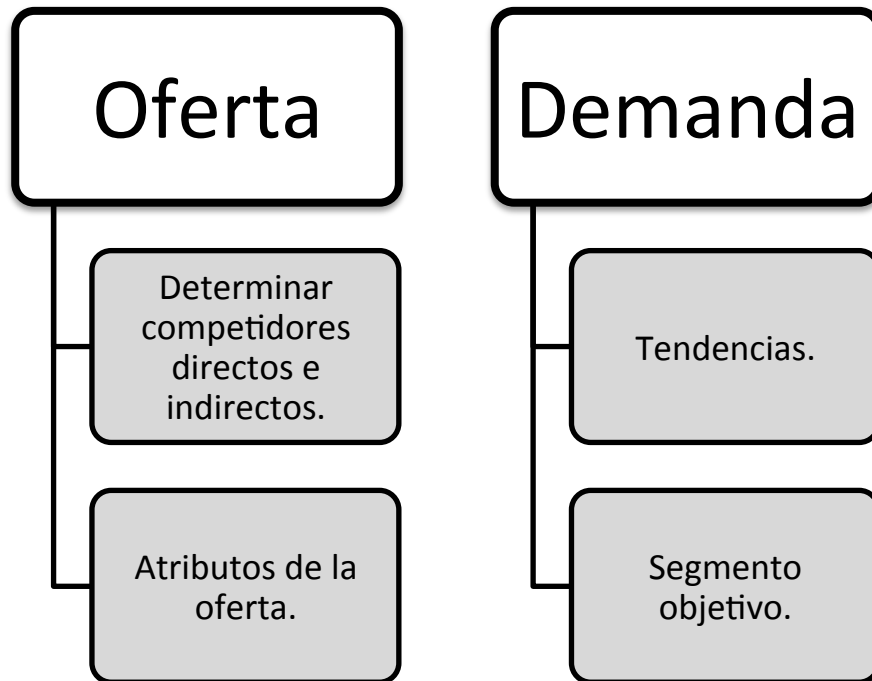 Oferta
Determinar
competidores
directos e
indirectos.
Atributos de la
oferta.
Demanda
Tendencias.
Segmento
objetivo.